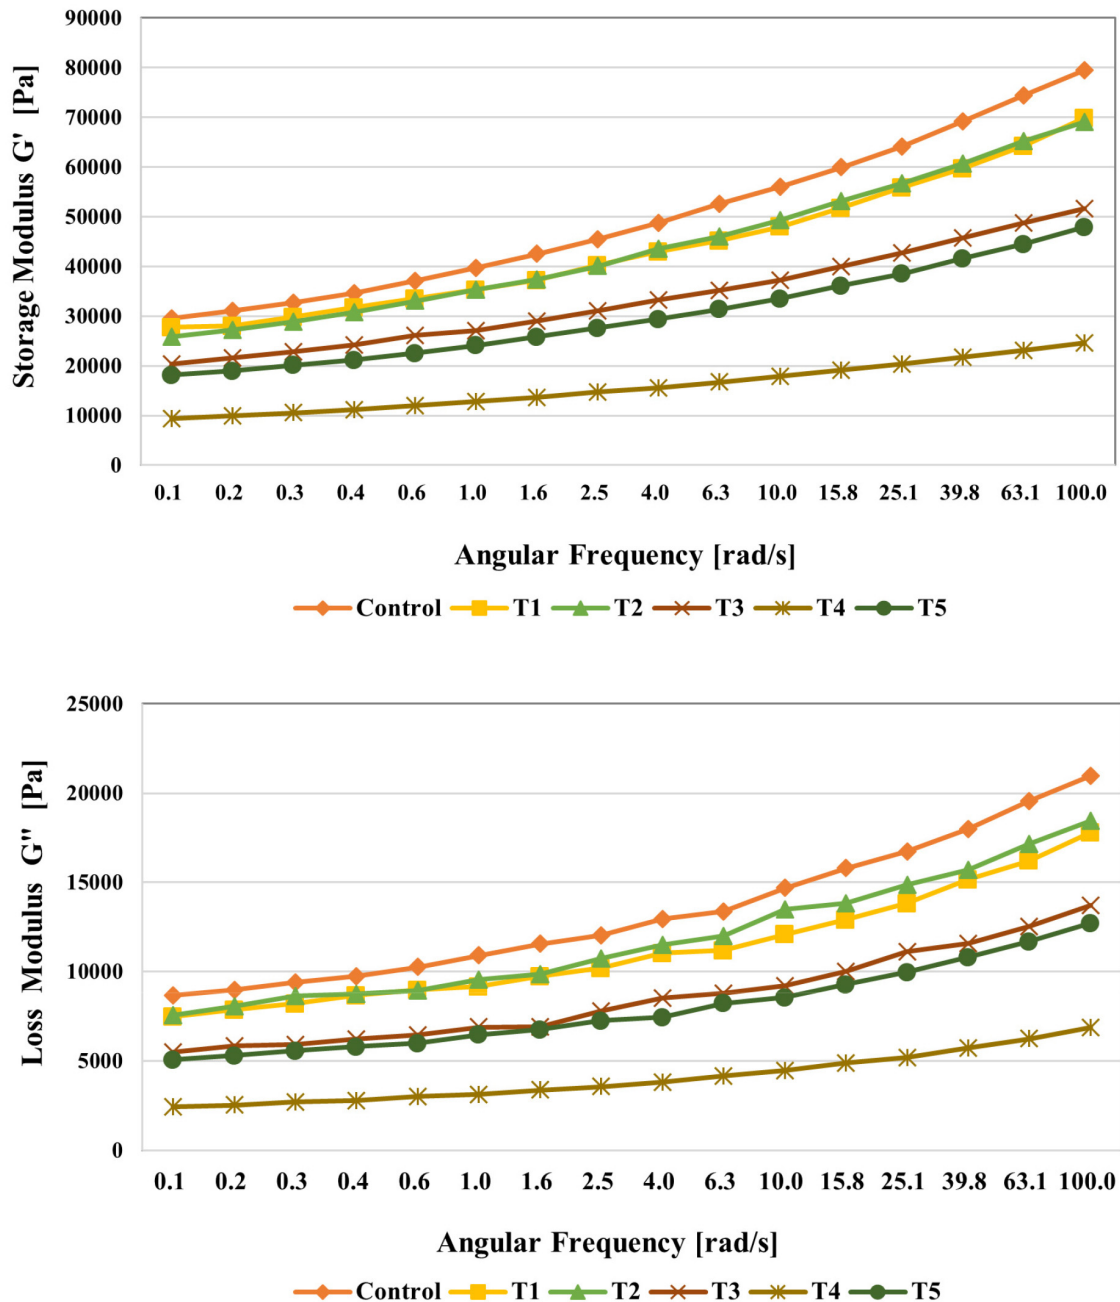 Storage Modulus G' [Pa]
90000
80000
70000
60000
50000
40000
30000
20000
10000
0
0.1 0.2 0.3 0.4 0.6 1.0 1.6 2.5 4.0 6.3 10.0 15.8 25.1 39.8 63.1 100.0
Angular Frequency [rad/s]
Control T1 T2 T3 T4 T5
Loss Modulus G" [Pa]
25000
20000
15000
10000
5000
0
0.1 0.2 0.3 0.4 0.6 1.0 1.6 2.5 4.0 6.3 10.0 15.8 25.1 39.8 63.1 100.0
Angular Frequency [rad/s]
Control T1 T2 T3 T4 T5